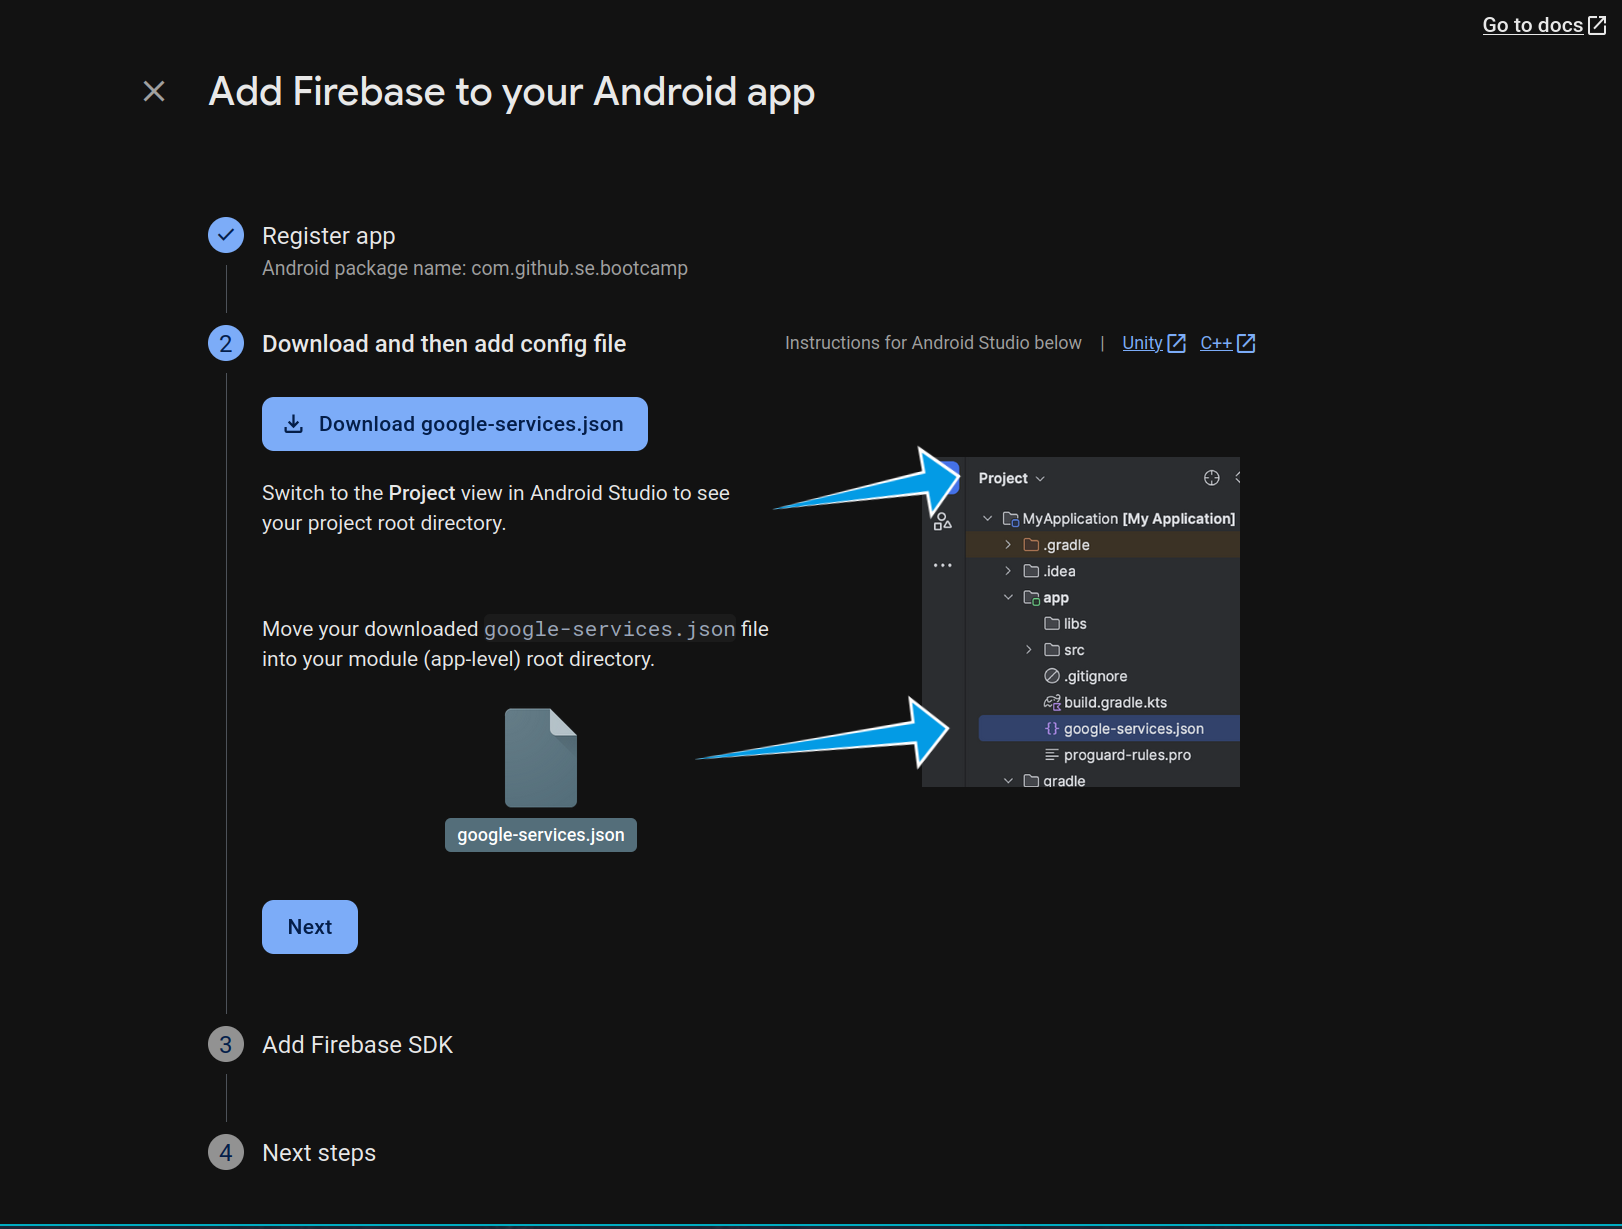 Go to docs
Add Firebase to your Android app
Register app
Android package name: com.github.se.bootcamp
2
Download and then add config file
Instructions for Android Studio below | Unity C++
Download google-services.json
Switch to the Project view in Android Studio to see
your project root directory.
Move your downloaded google-services.json file
into your module (app-level) root directory.
google-services.json
Project
MyApplication [My Application]
.gradle
.idea
app
libs
src
.gitignore
build.gradle.kts
google-services.json
proguard-rules.pro
gradle
Next
3
Add Firebase SDK
4
Next steps